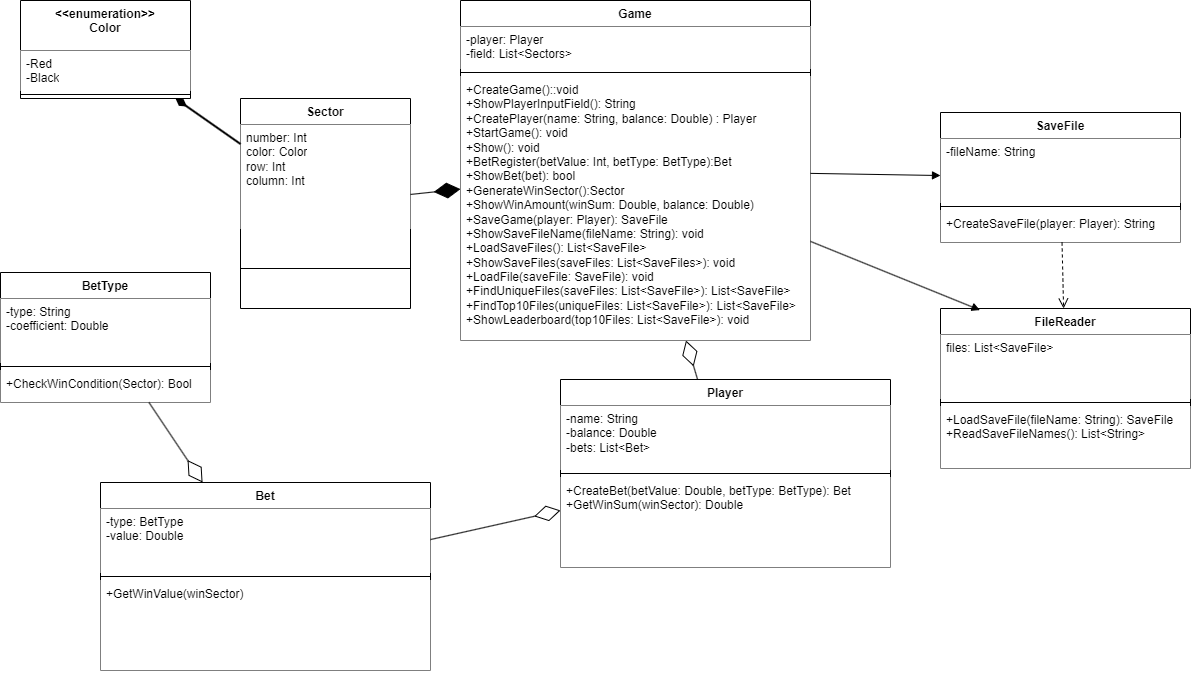 <<enumeration>>
Color
-Red
-Black
Sector
number: Int
color: Color
row: Int
column: Int
Game
-player: Player
-field: List<Sectors>
+CreateGame()::void
+ShowPlayerInputField(): String
+CreatePlayer(name: String, balance: Double) : Player
+StartGame(): void
+Show(): void
+BetRegister(betValue: Int, betType: BetType):Bet
+ShowBet(bet): bool
+GenerateWinSector():Sector
+ShowWinAmount(winSum: Double, balance: Double)
+SaveGame(player: Player): SaveFile
+ShowSaveFileName(fileName: String): void
+LoadSaveFiles(): List<SaveFile>
+ShowSaveFiles(saveFiles: List<SaveFiles>): void
+LoadFile(saveFile: SaveFile): void
+FindUniqueFiles(saveFiles: List<SaveFile>): List<SaveFile>
+FindTop10Files(uniqueFiles: List<SaveFile>): List<SaveFile>
+ShowLeaderboard(top10Files: List<SaveFile>): void
SaveFile
-fileName: String
+CreateSaveFile(player: Player): String
FileReader
files: List<SaveFile>
+LoadSaveFile(fileName: String): SaveFile
+ReadSaveFileNames(): List<String>
BetType
-type: String
-coefficient: Double
+CheckWinCondition(Sector): Bool
Player
-name: String
-balance: Double
-bets: List<Bet>
+CreateBet(betValue: Double, betType: BetType): Bet
+GetWinSum(winSector): Double
Bet
-type: BetType
-value: Double
+GetWinValue(winSector)